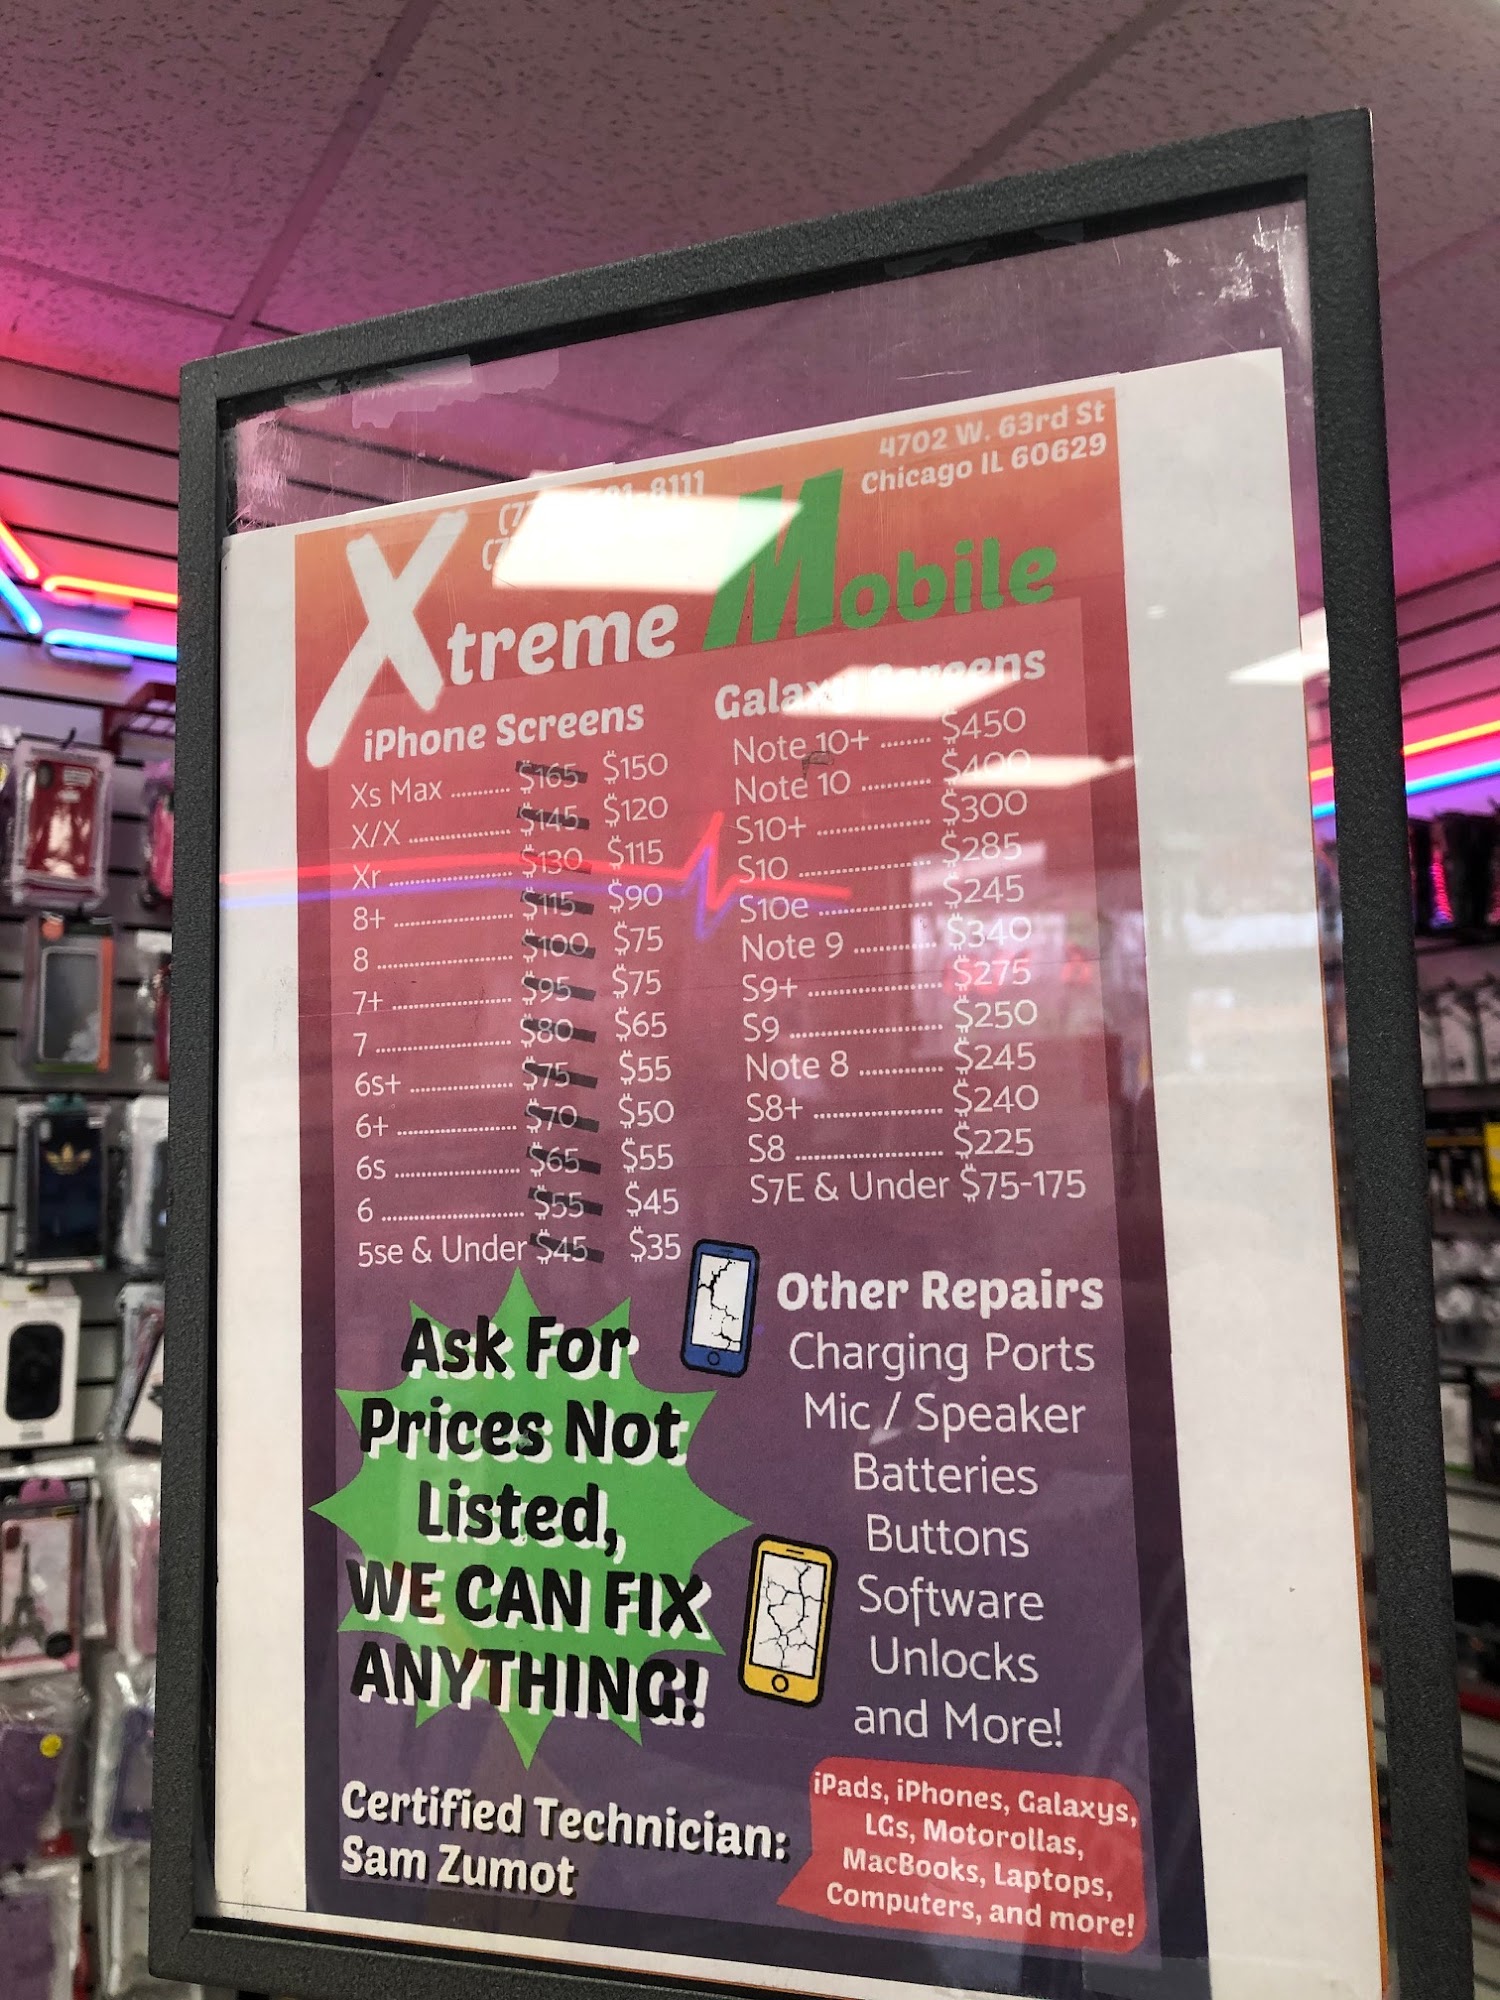 4702 W. 63rd St
Chicago IL 60629
8111
Xtreme Mobile
iPhone Screens
Xs Max .......... $165 $150
X/X .................. $145 $120
Xr ..................... $130 $115
8+ ..................... $115 $90
8 ........................ $100 $75
7+ ..................... $95 $75
7 ........................ $80 $65
6s+ ................... $75 $55
6+ ..................... $70 $50
6s ...................... $65 $55
6 ........................ $55 $45
5se & Under $45 $35
Galaxy Screens
Note 10+ ........ $450
Note 10 ........... $400
S10+ .................. $300
S10 .................... $285
S10e .................. $245
Note 9 ............. $340
S9+ .................... $275
S9 ....................... $250
Note 8 ............. $245
S8+ .................... $240
S8 ....................... $225
S7E & Under $75-175
Ask For
Prices Not
Listed,
WE CAN FIX
ANYTHING!
Other Repairs
Charging Ports
Mic / Speaker
Batteries
Buttons
Software
Unlocks
and More!
Certified Technician:
Sam Zumot
iPads, iPhones, Galaxys,
LGs, Motorollas,
MacBooks, Laptops,
Computers, and more!